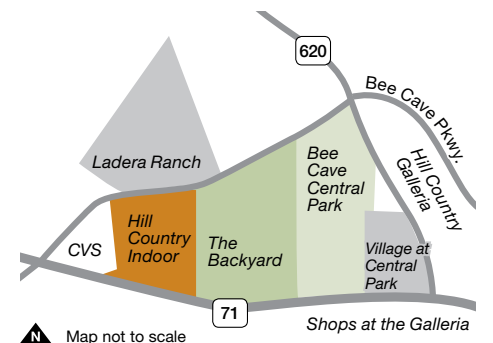 620
Bee Cave Pkwy.
Ladera Ranch
Bee
Cave
Central
Park
Hill Country
Galleria
Hill
Country
Indoor
The
Backyard
CVS
Village at
Central
Park
71
Shops at the Galleria
N Map not to scale